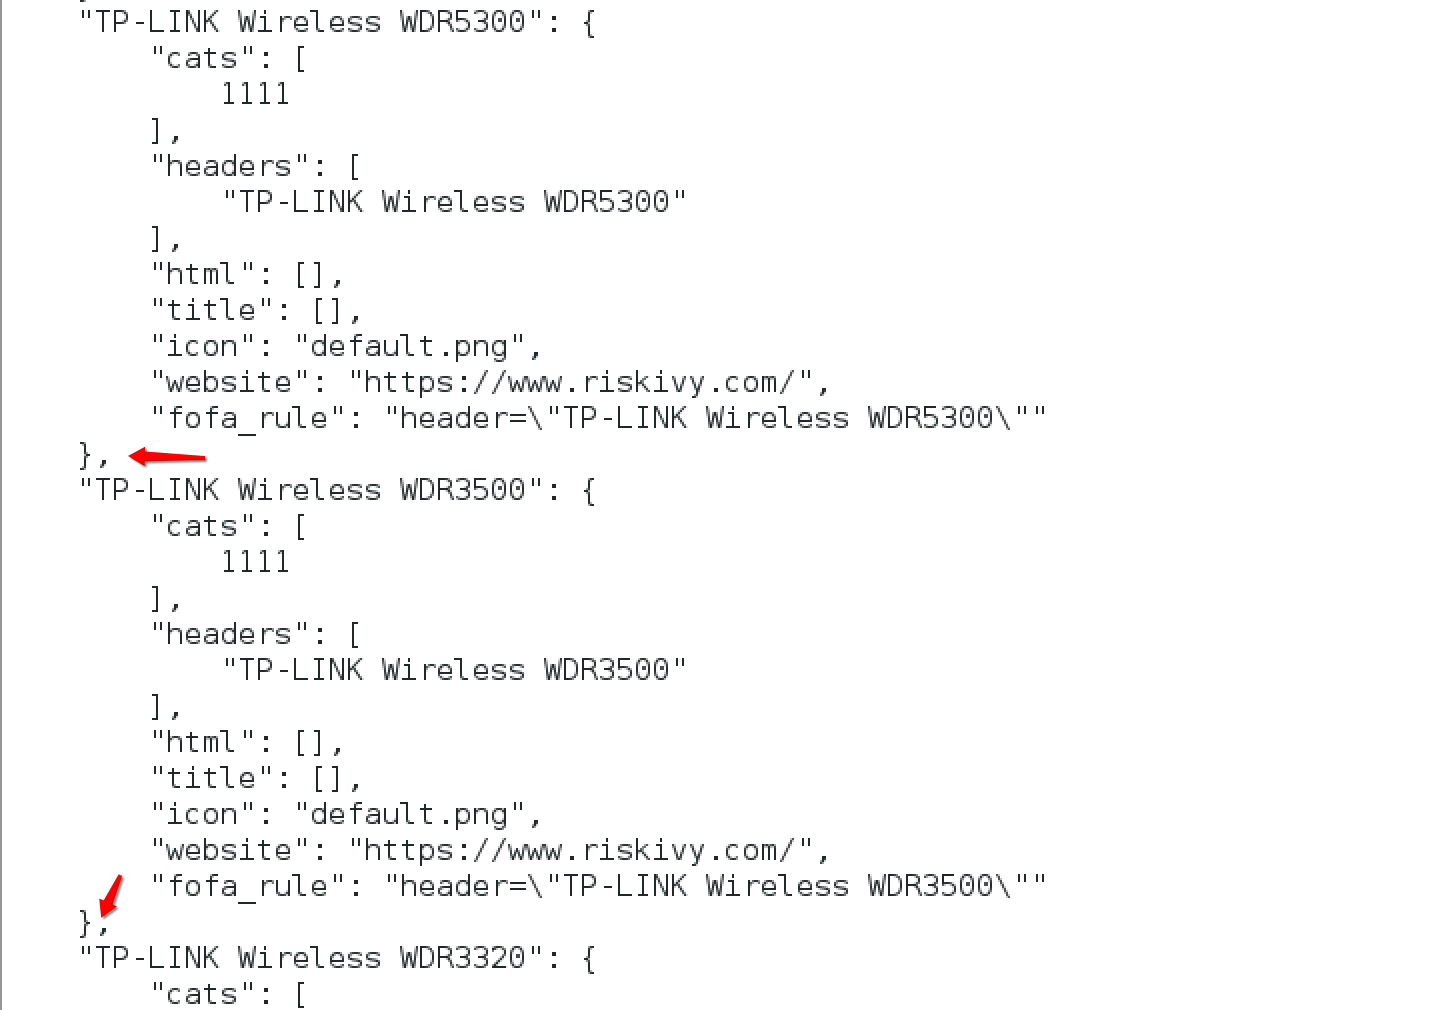 "TP-LINK Wireless WDR5300": {
"cats": [
1111
],
"headers": [
"TP-LINK Wireless WDR5300"
],
"html": [],
"title": [],
"icon": "default.png",
"website": "https://www.riskivy.com/",
"fofa_rule": "header=\"TP-LINK Wireless WDR5300\""
},
"TP-LINK Wireless WDR3500": {
"cats": [
1111
],
"headers": [
"TP-LINK Wireless WDR3500"
],
"html": [],
"title": [],
"icon": "default.png",
"website": "https://www.riskivy.com/",
"fofa_rule": "header=\"TP-LINK Wireless WDR3500\""
},
"TP-LINK Wireless WDR3320": {
"cats": [